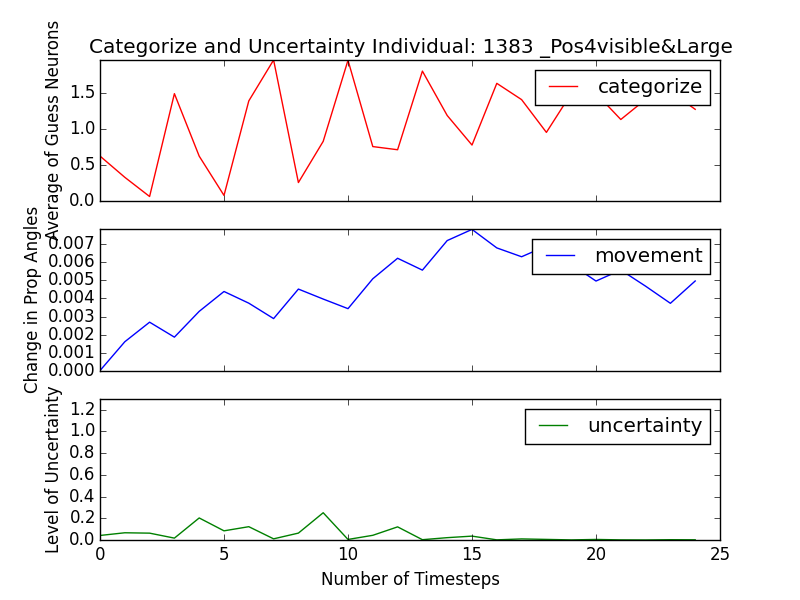 Categorize and Uncertainty Individual: 1383 _Pos4visible&Large
Average of Guess Neurons
1.5
1.0
0.5
0.0
categorize
Change in Prop Angles
0.007
0.006
0.005
0.004
0.003
0.002
0.001
0.000
movement
Level of Uncertainty
1.2
1.0
0.8
0.6
0.4
0.2
0.0
uncertainty
0 5 10 15 20 25
Number of Timesteps